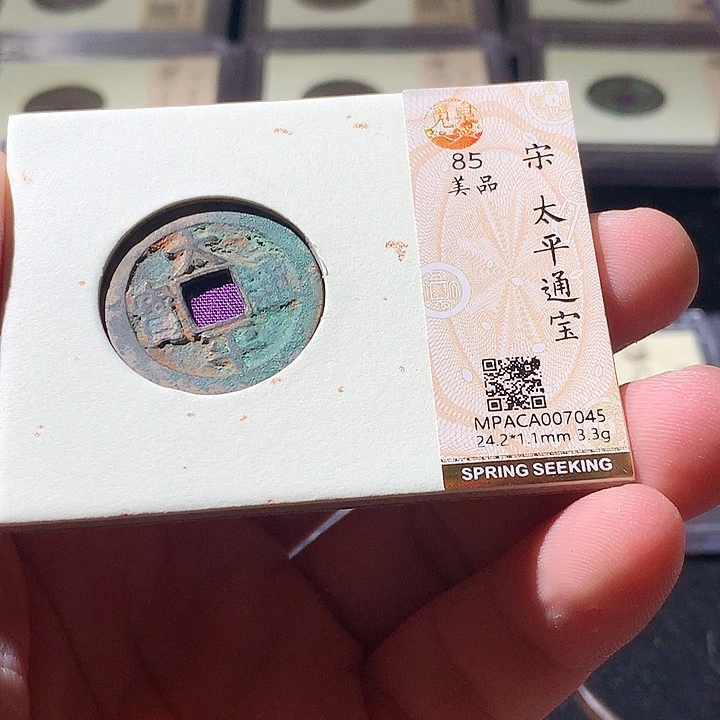 85
美品
宋
太平通宝
MPACA007045
24.2*1.1mm 3.3g
SPRING SEEKING